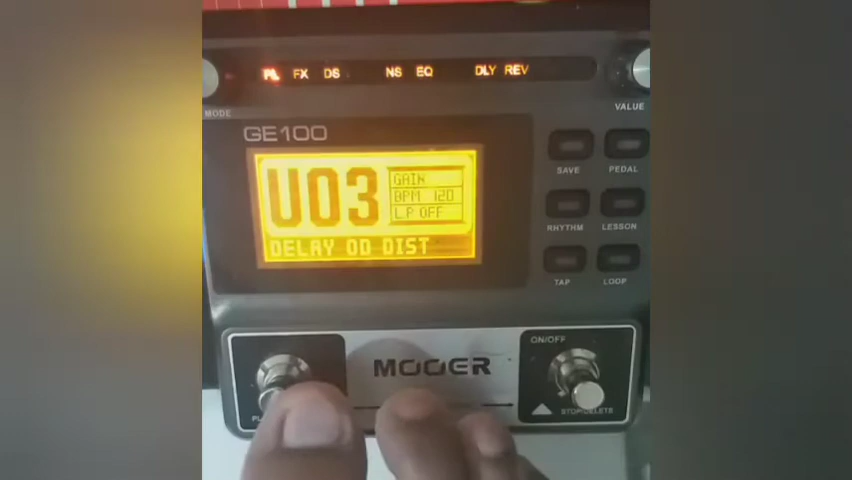 PL FX DS NS EQ DLY REV
MODE
VALUE
GE100
U03
GAIN
BPM 120
L.P OFF
DELAY OD DIST
SAVE
PEDAL
RHYTHM
LESSON
TAP
LOOP
MOOER
ON/OFF
STOP/DELETE